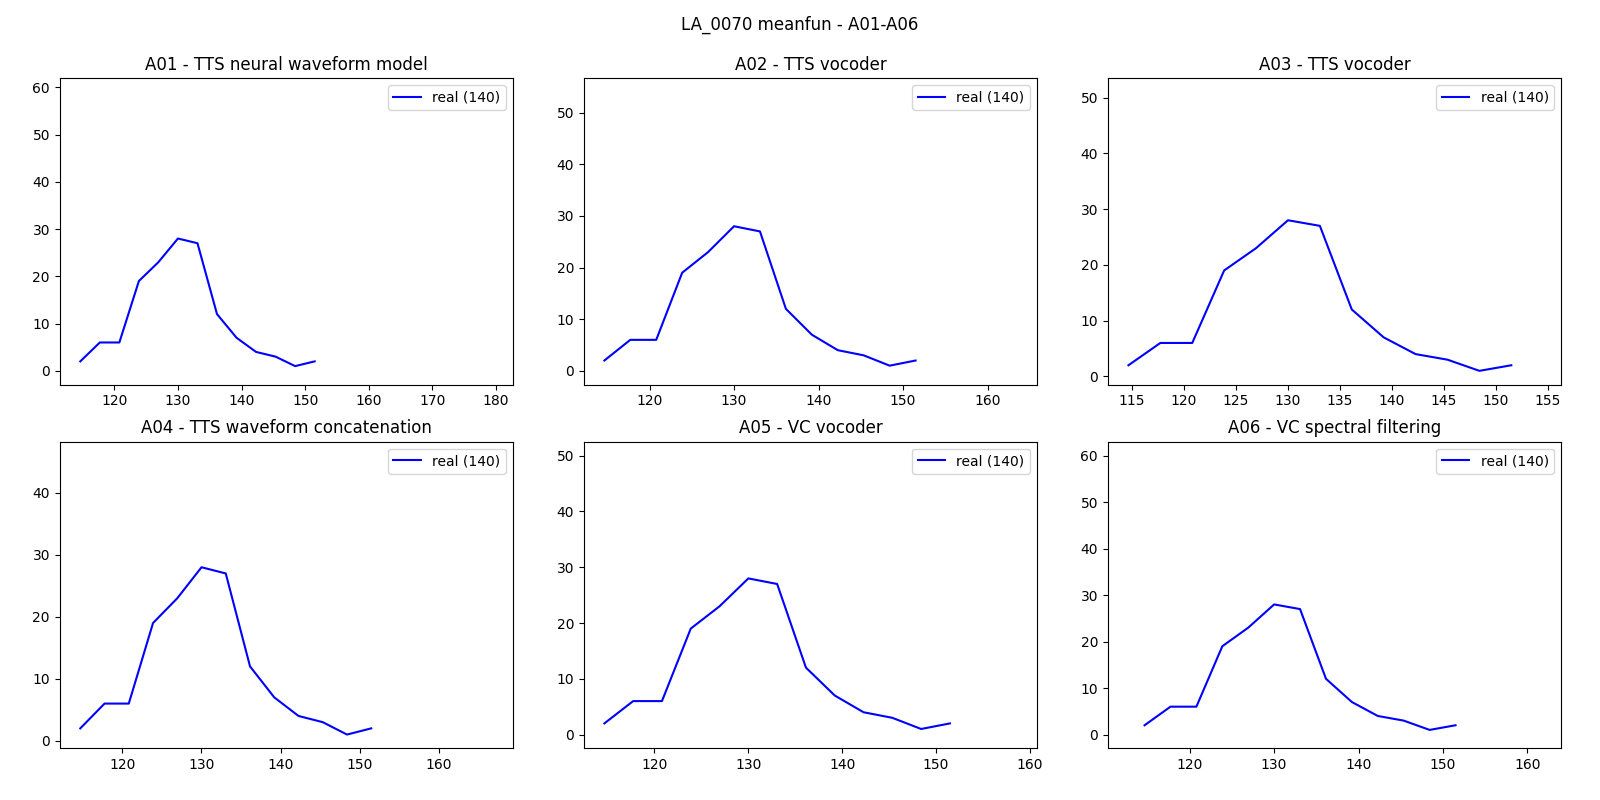 LA_0070 meanfun - A01-A06
A01 - TTS neural waveform model
real (140)
60
50
40
30
20
10
0
120 130 140 150 160 170 180
A02 - TTS vocoder
real (140)
50
40
30
20
10
0
120 130 140 150 160
A03 - TTS vocoder
real (140)
50
40
30
20
10
0
115 120 125 130 135 140 145 150 155
A04 - TTS waveform concatenation
real (140)
40
30
20
10
0
120 130 140 150 160
A05 - VC vocoder
real (140)
50
40
30
20
10
0
120 130 140 150 160
A06 - VC spectral filtering
real (140)
60
50
40
30
20
10
0
120 130 140 150 160